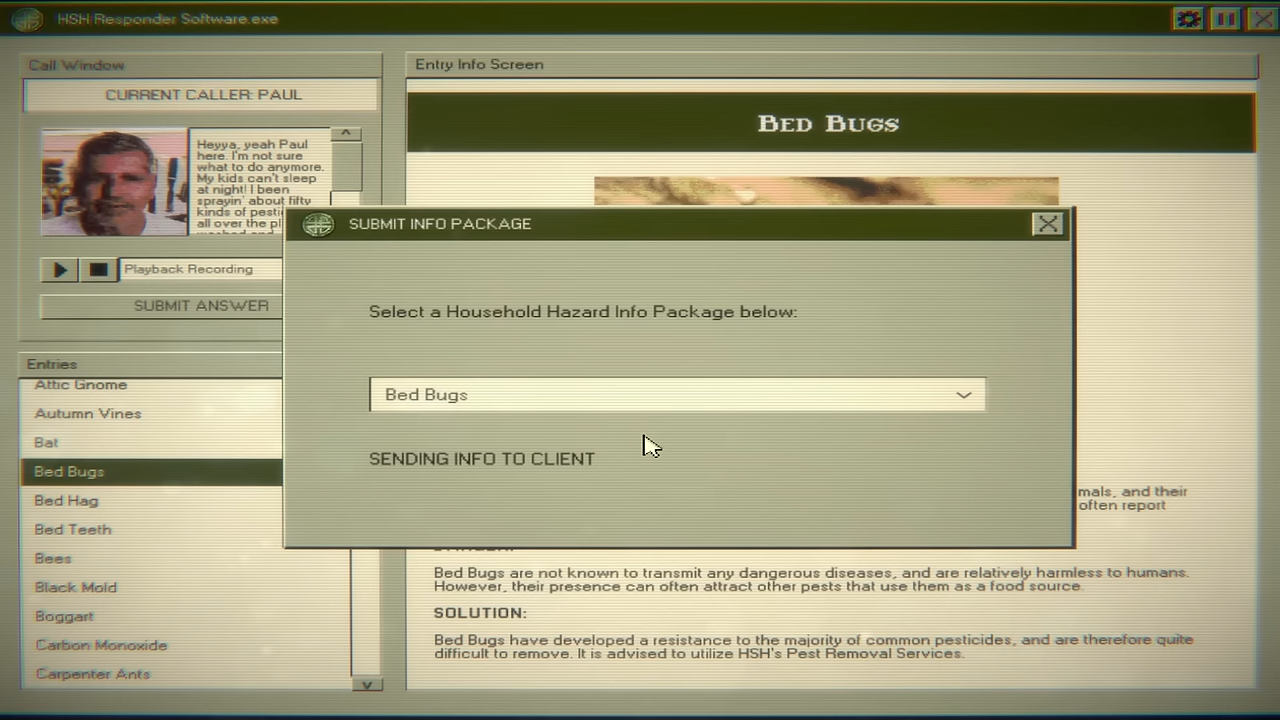 HSH Responder Software.exe
Call Window
CURRENT CALLER: PAUL
Heyya, yeah Paul
here. I'm not sure
what to do anymore.
My kids can't sleep
at night! I been
sprayin' about fifty
kinds of pesti
all over the pl
Playback Recording
SUBMIT ANSWER
Entries
Attic Gnome
Autumn Vines
Bat
Bed Bugs
Bed Hag
Bed Teeth
Bees
Black Mold
Boggart
Carbon Monoxide
Carpenter Ants
Entry Info Screen
BED BUGS
SUBMIT INFO PACKAGE
Select a Household Hazard Info Package below:
Bed Bugs
SENDING INFO TO CLIENT
mals, and their
often report
Bed Bugs are not known to transmit any dangerous diseases, and are relatively harmless to humans.
However, their presence can often attract other pests that use them as a food source.
SOLUTION:
Bed Bugs have developed a resistance to the majority of common pesticides, and are therefore quite
difficult to remove. It is advised to utilize HSH's Pest Removal Services.